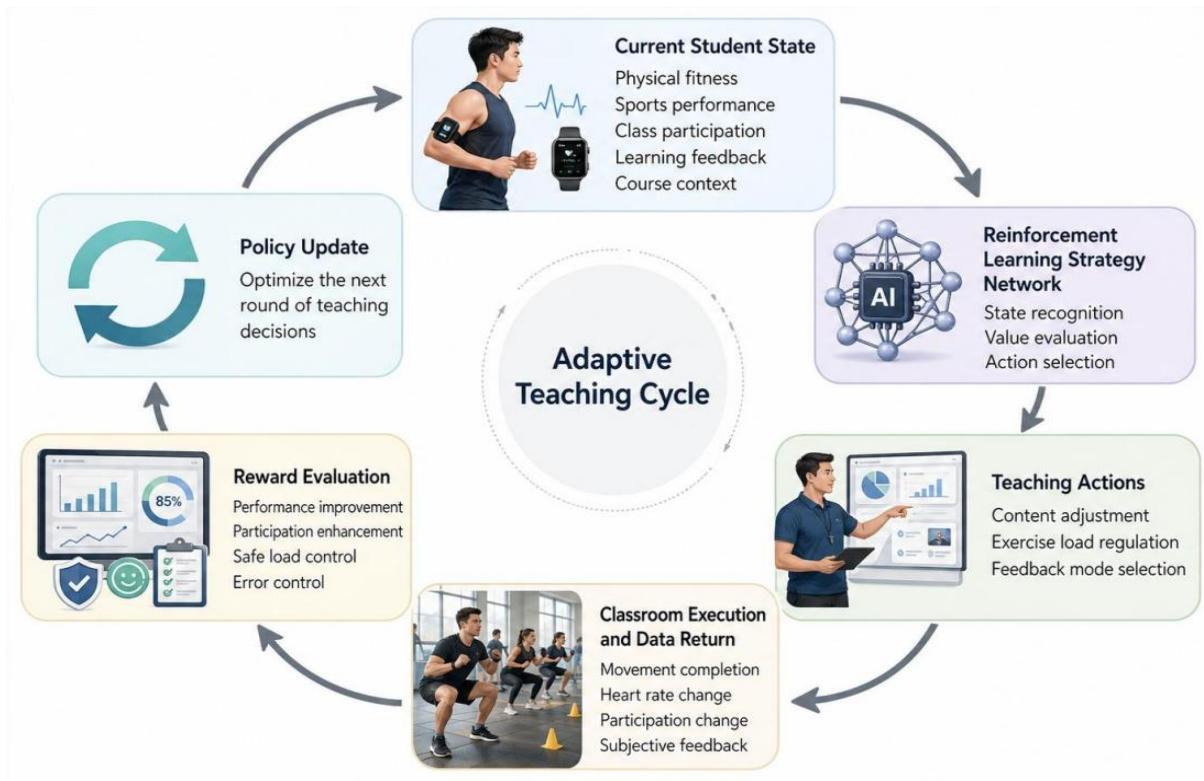 Current Student State
Physical fitness
Sports performance
Class participation
Learning feedback
Course context
Reinforcement
Learning Strategy
Network
State recognition
Value evaluation
Action selection
AI
Teaching Actions
Content adjustment
Exercise load regulation
Feedback mode selection
Classroom Execution
and Data Return
Movement completion
Heart rate change
Participation change
Subjective feedback
Reward Evaluation
Performance improvement
Participation enhancement
Safe load control
Error control
85%
Policy Update
Optimize the next
round of teaching
decisions
Adaptive
Teaching Cycle